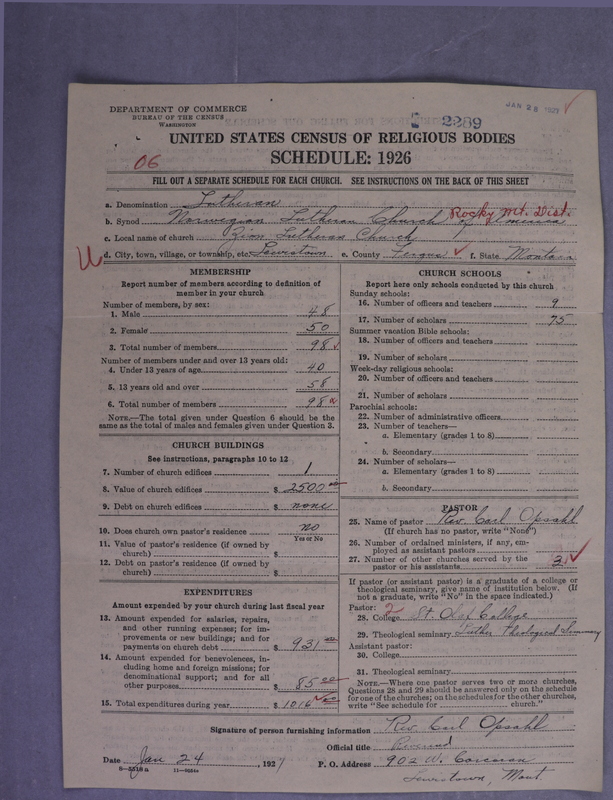 DEPARTMENT OF COMMERCE
BUREAU OF THE CENSUS
WASHINGTON
JAN 28 1927
2289
UNITED STATES CENSUS OF RELIGIOUS BODIES
SCHEDULE: 1926
06
FILL OUT A SEPARATE SCHEDULE FOR EACH CHURCH. SEE INSTRUCTIONS ON THE BACK OF THIS SHEET
a. Denomination Lutheran
b. Synod Norwegian Lutheran Church of America Rocky Mt. Dist.
c. Local name of church Zion Lutheran Church
U d. City, town, village, or township, etc. Lewistown e. County Fergus f. State Montana
MEMBERSHIP
Report number of members according to definition of
member in your church
Number of members, by sex:
1. Male 48
2. Female 50
3. Total number of members 98
Number of members under and over 13 years old:
4. Under 13 years of age 40
5. 13 years old and over 58
6. Total number of members 98
NOTE.—The total given under Question 6 should be the
same as the total of males and females given under Question 3.
CHURCH BUILDINGS
See instructions, paragraphs 10 to 12
7. Number of church edifices 1
8. Value of church edifices $ 2500 00
9. Debt on church edifices $ none
10. Does church own pastor's residence no
Yes or No
11. Value of pastor's residence (if owned by
church) $
12. Debt on pastor's residence (if owned by
church) $
EXPENDITURES
Amount expended by your church during last fiscal year
13. Amount expended for salaries, repairs,
and other running expenses; for im-
provements or new buildings; and for
payments on church debt $ 931 00
14. Amount expended for benevolences, in-
cluding home and foreign missions; for
denominational support; and for all
other purposes $ 85 00
15. Total expenditures during year $ 1016 00
CHURCH SCHOOLS
Report here only schools conducted by this church
Sunday schools:
16. Number of officers and teachers 9
17. Number of scholars 75
Summer vacation Bible schools:
18. Number of officers and teachers
19. Number of scholars
Week-day religious schools:
20. Number of officers and teachers
21. Number of scholars
Parochial schools:
22. Number of administrative officers
23. Number of teachers—
a. Elementary (grades 1 to 8)
b. Secondary
24. Number of scholars—
a. Elementary (grades 1 to 8)
b. Secondary
PASTOR
25. Name of pastor Rev. Carl Opsahl
(If church has no pastor, write "None")
26. Number of ordained ministers, if any, em-
ployed as assistant pastors
27. Number of other churches served by the
pastor or his assistants
If pastor (or assistant pastor) is a graduate of a college or
theological seminary, give name of institution below. (If
not a graduate, write "No" in the space indicated.)
Pastor: 2
28. College St. Olaf College
29. Theological seminary Luther Theological Seminary
Assistant pastor:
30. College
31. Theological seminary
NOTE.—Where one pastor serves two or more churches,
Questions 28 and 29 should be answered only on the schedule
for one of the churches; on the schedules for the other churches,
write "See schedule for church."
Signature of person furnishing information Rev. Carl Opsahl
Official title Reverend
Date Jan 24, 1927 P. O. Address 902 W. Corcoran
Lewistown, Mont.